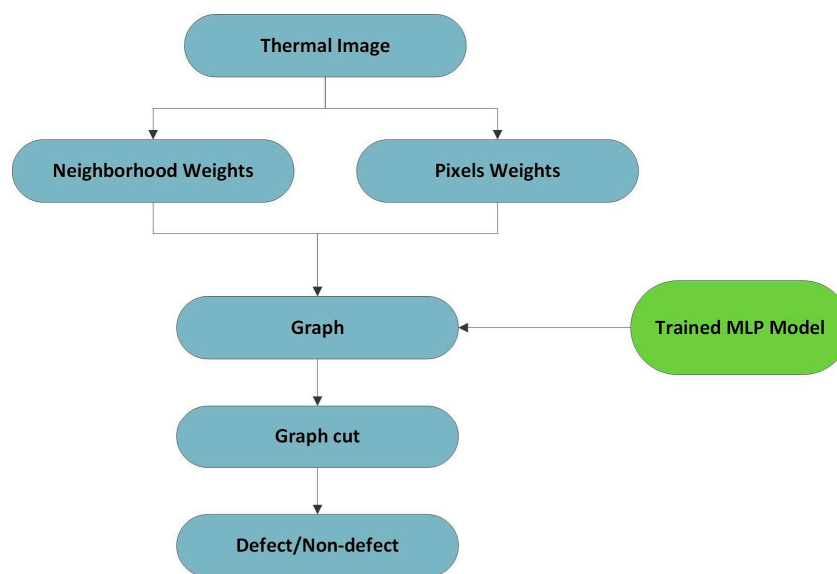 Thermal Image
Neighborhood Weights
Pixels Weights
Graph
Trained MLP Model
Graph cut
Defect/Non-defect